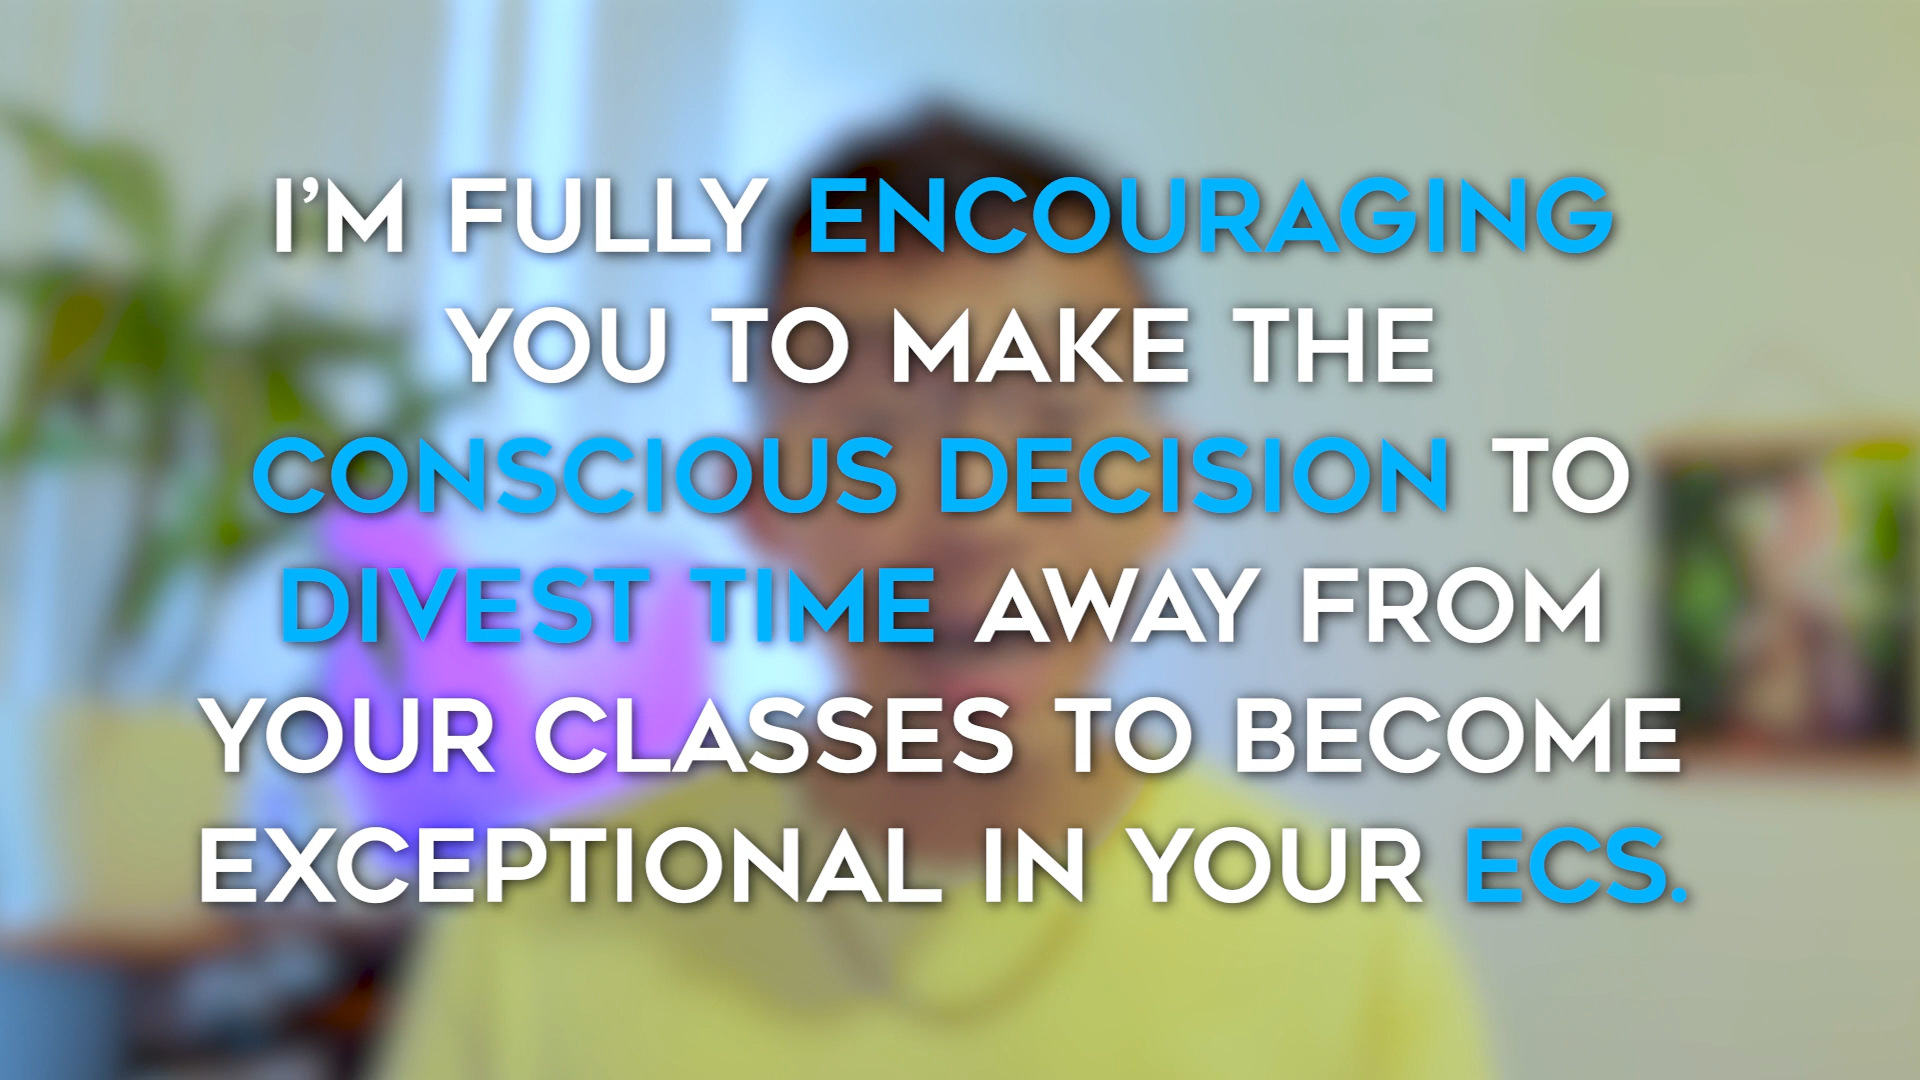 I'M FULLY ENCOURAGING
YOU TO MAKE THE
CONSCIOUS DECISION TO
DIVEST TIME AWAY FROM
YOUR CLASSES TO BECOME
EXCEPTIONAL IN YOUR ECS.